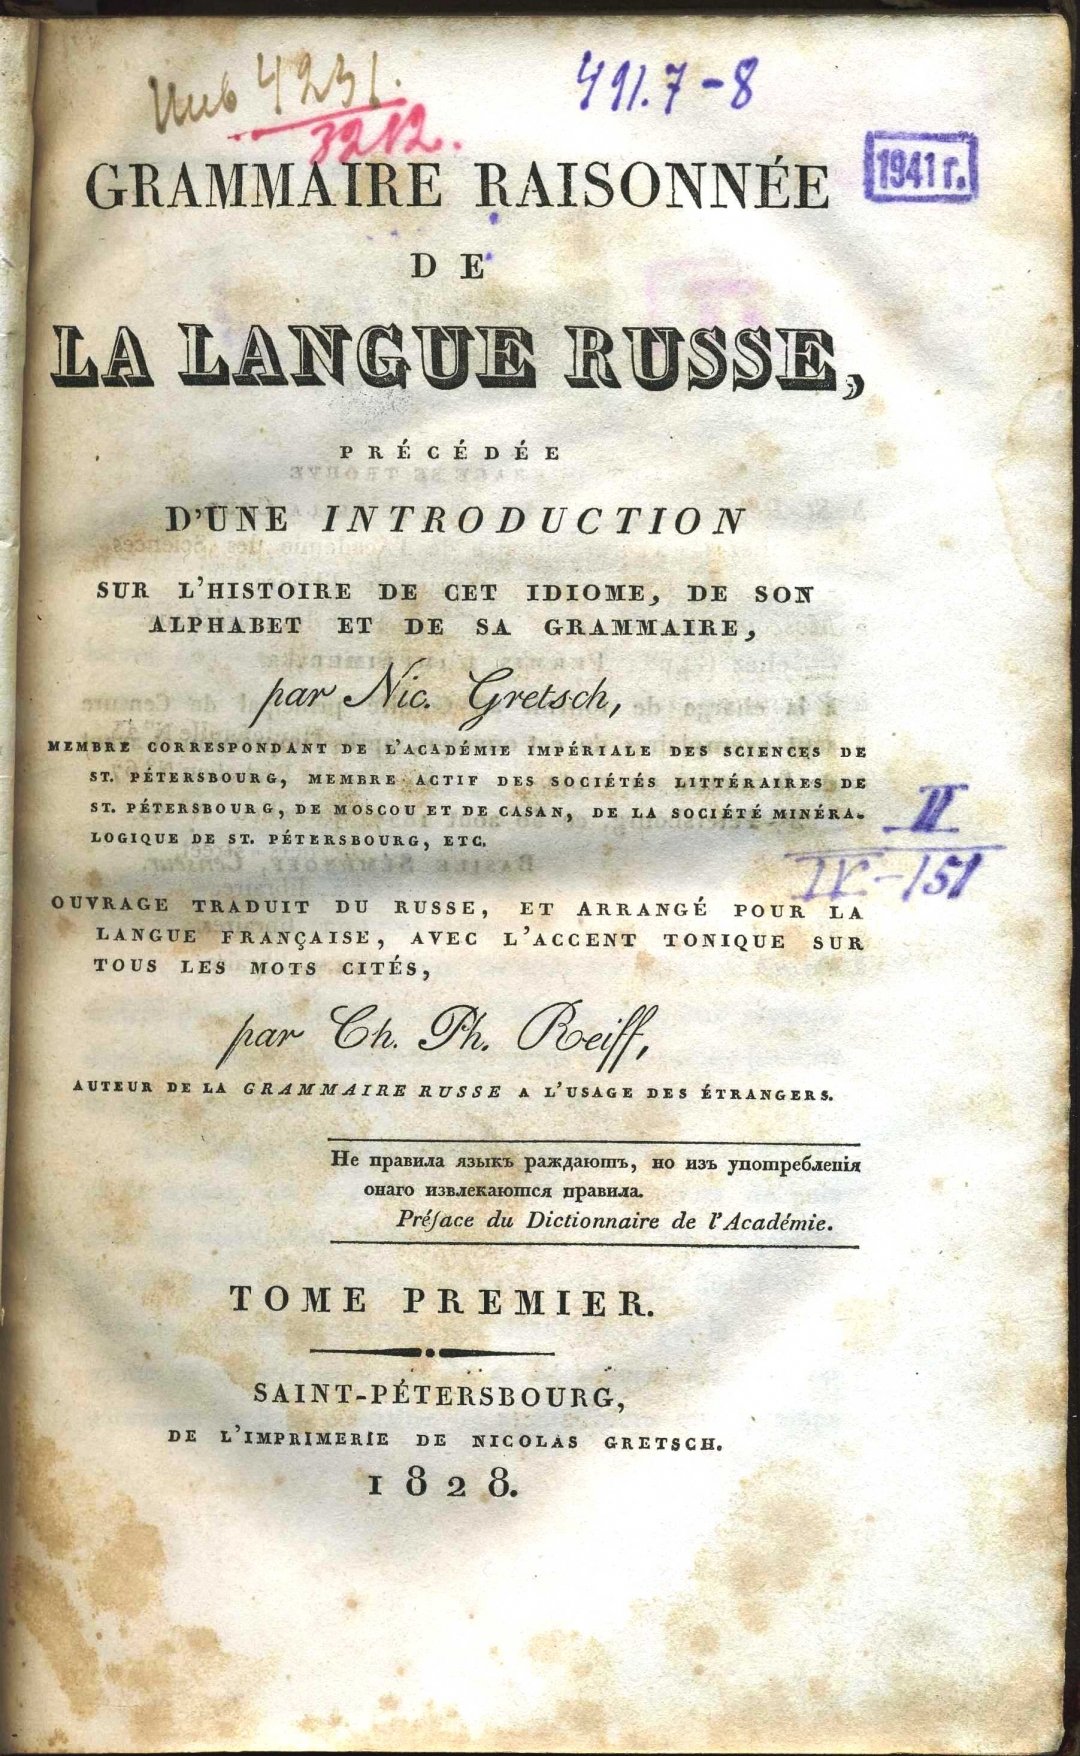 Инв 4231.
3212.
491.7-8
1941 г.
GRAMMAIRE RAISONNÉE
DE
LA LANGUE RUSSE,
PRÉCÉDÉE
D'UNE INTRODUCTION
SUR L'HISTOIRE DE CET IDIOME, DE SON
ALPHABET ET DE SA GRAMMAIRE,
par Nic. Gretsch,
MEMBRE CORRESPONDANT DE L'ACADÉMIE IMPÉRIALE DES SCIENCES DE
ST. PÉTERSBOURG, MEMBRE ACTIF DES SOCIÉTÉS LITTÉRAIRES DE
ST. PÉTERSBOURG, DE MOSCOU ET DE CASAN, DE LA SOCIÉTÉ MINÉRA-
LOGIQUE DE ST. PÉTERSBOURG, ETC.
II
IV-151
OUVRAGE TRADUIT DU RUSSE, ET ARRANGÉ POUR LA
LANGUE FRANÇAISE, AVEC L'ACCENT TONIQUE SUR
TOUS LES MOTS CITÉS,
par Ch. Ph. Reiff,
AUTEUR DE LA GRAMMAIRE RUSSE A L'USAGE DES ÉTRANGERS.
Не правила языкъ раждаютъ, но изъ употребленія
онаго извлекаются правила.
Préface du Dictionnaire de l'Académie.
TOME PREMIER.
SAINT-PÉTERSBOURG,
DE L'IMPRIMERIE DE NICOLAS GRETSCH.
1828.